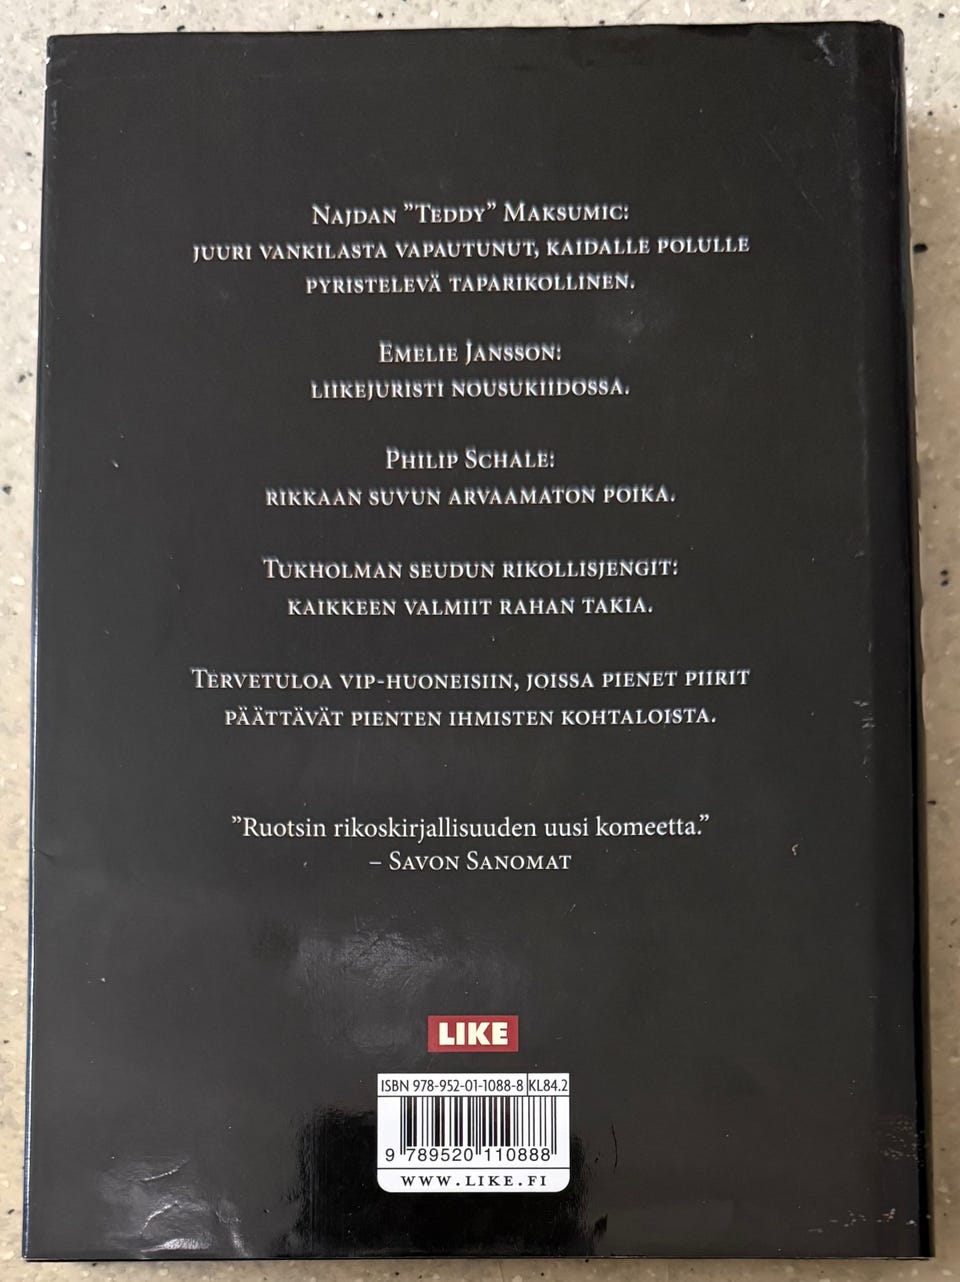 Najdan ”Teddy” Maksumic:
juuri vankilasta vapautunut, kaidalle polulle
pyristelevä taparikollinen.
Emelie Jansson:
liikejuristi nousukiidossa.
Philip Schale:
rikkaan suvun arvaamaton poika.
Tukholman seudun rikollisjengit:
kaikkeen valmiit rahan takia.
Tervetuloa vip-huoneisiin, joissa pienet piirit
päättävät pienten ihmisten kohtaloista.
”Ruotsin rikoskirjallisuuden uusi komeetta.”
– Savon Sanomat
LIKE
ISBN 978-952-01-1088-8 KL84.2
9 789520 110888
WWW.LIKE.FI